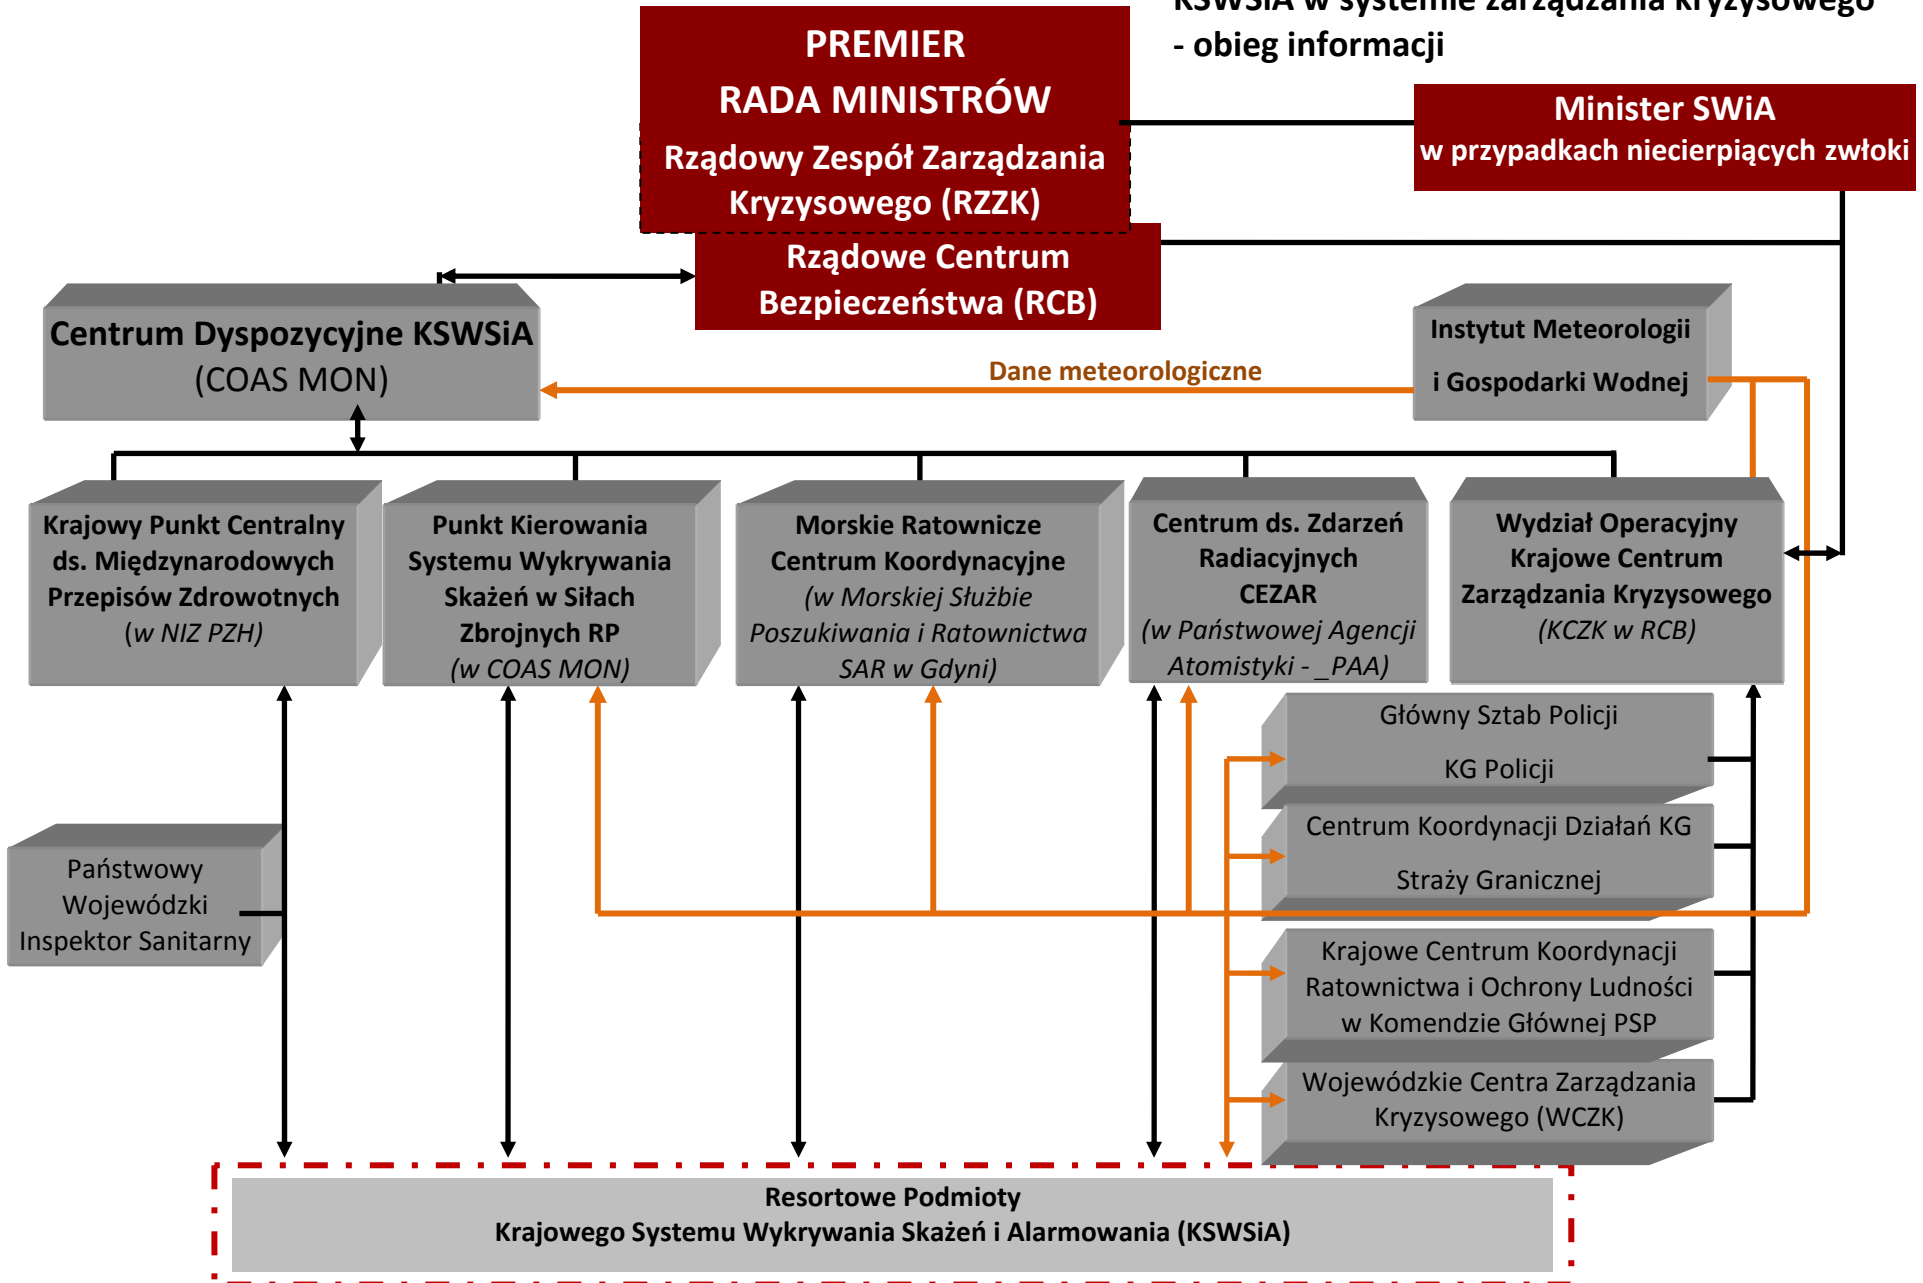 KSWSiA w systemie zarządzania kryzysowego
- obieg informacji
PREMIER
RADA MINISTRÓW
Rządowy Zespół Zarządzania
Kryzysowego (RZZK)
Minister SWiA
w przypadkach niecierpiących zwłoki
Rządowe Centrum
Bezpieczeństwa (RCB)
Centrum Dyspozycyjne KSWSiA
(COAS MON)
Dane meteorologiczne
Instytut Meteorologii
i Gospodarki Wodnej
Krajowy Punkt Centralny
ds. Międzynarodowych
Przepisów Zdrowotnych
(w NIZ PZH)
Punkt Kierowania
Systemu Wykrywania
Skażeń w Siłach
Zbrojnych RP
(w COAS MON)
Morskie Ratownicze
Centrum Koordynacyjne
(w Morskiej Służbie
Poszukiwania i Ratownictwa
SAR w Gdyni)
Centrum ds. Zdarzeń
Radiacyjnych
CEZAR
(w Państwowej Agencji
Atomistyki - _PAA)
Wydział Operacyjny
Krajowe Centrum
Zarządzania Kryzysowego
(KCZK w RCB)
Główny Sztab Policji
KG Policji
Centrum Koordynacji Działań KG
Straży Granicznej
Państwowy
Wojewódzki
Inspektor Sanitarny
Krajowe Centrum Koordynacji
Ratownictwa i Ochrony Ludności
w Komendzie Głównej PSP
Wojewódzkie Centra Zarządzania
Kryzysowego (WCZK)
Resortowe Podmioty
Krajowego Systemu Wykrywania Skażeń i Alarmowania (KSWSiA)